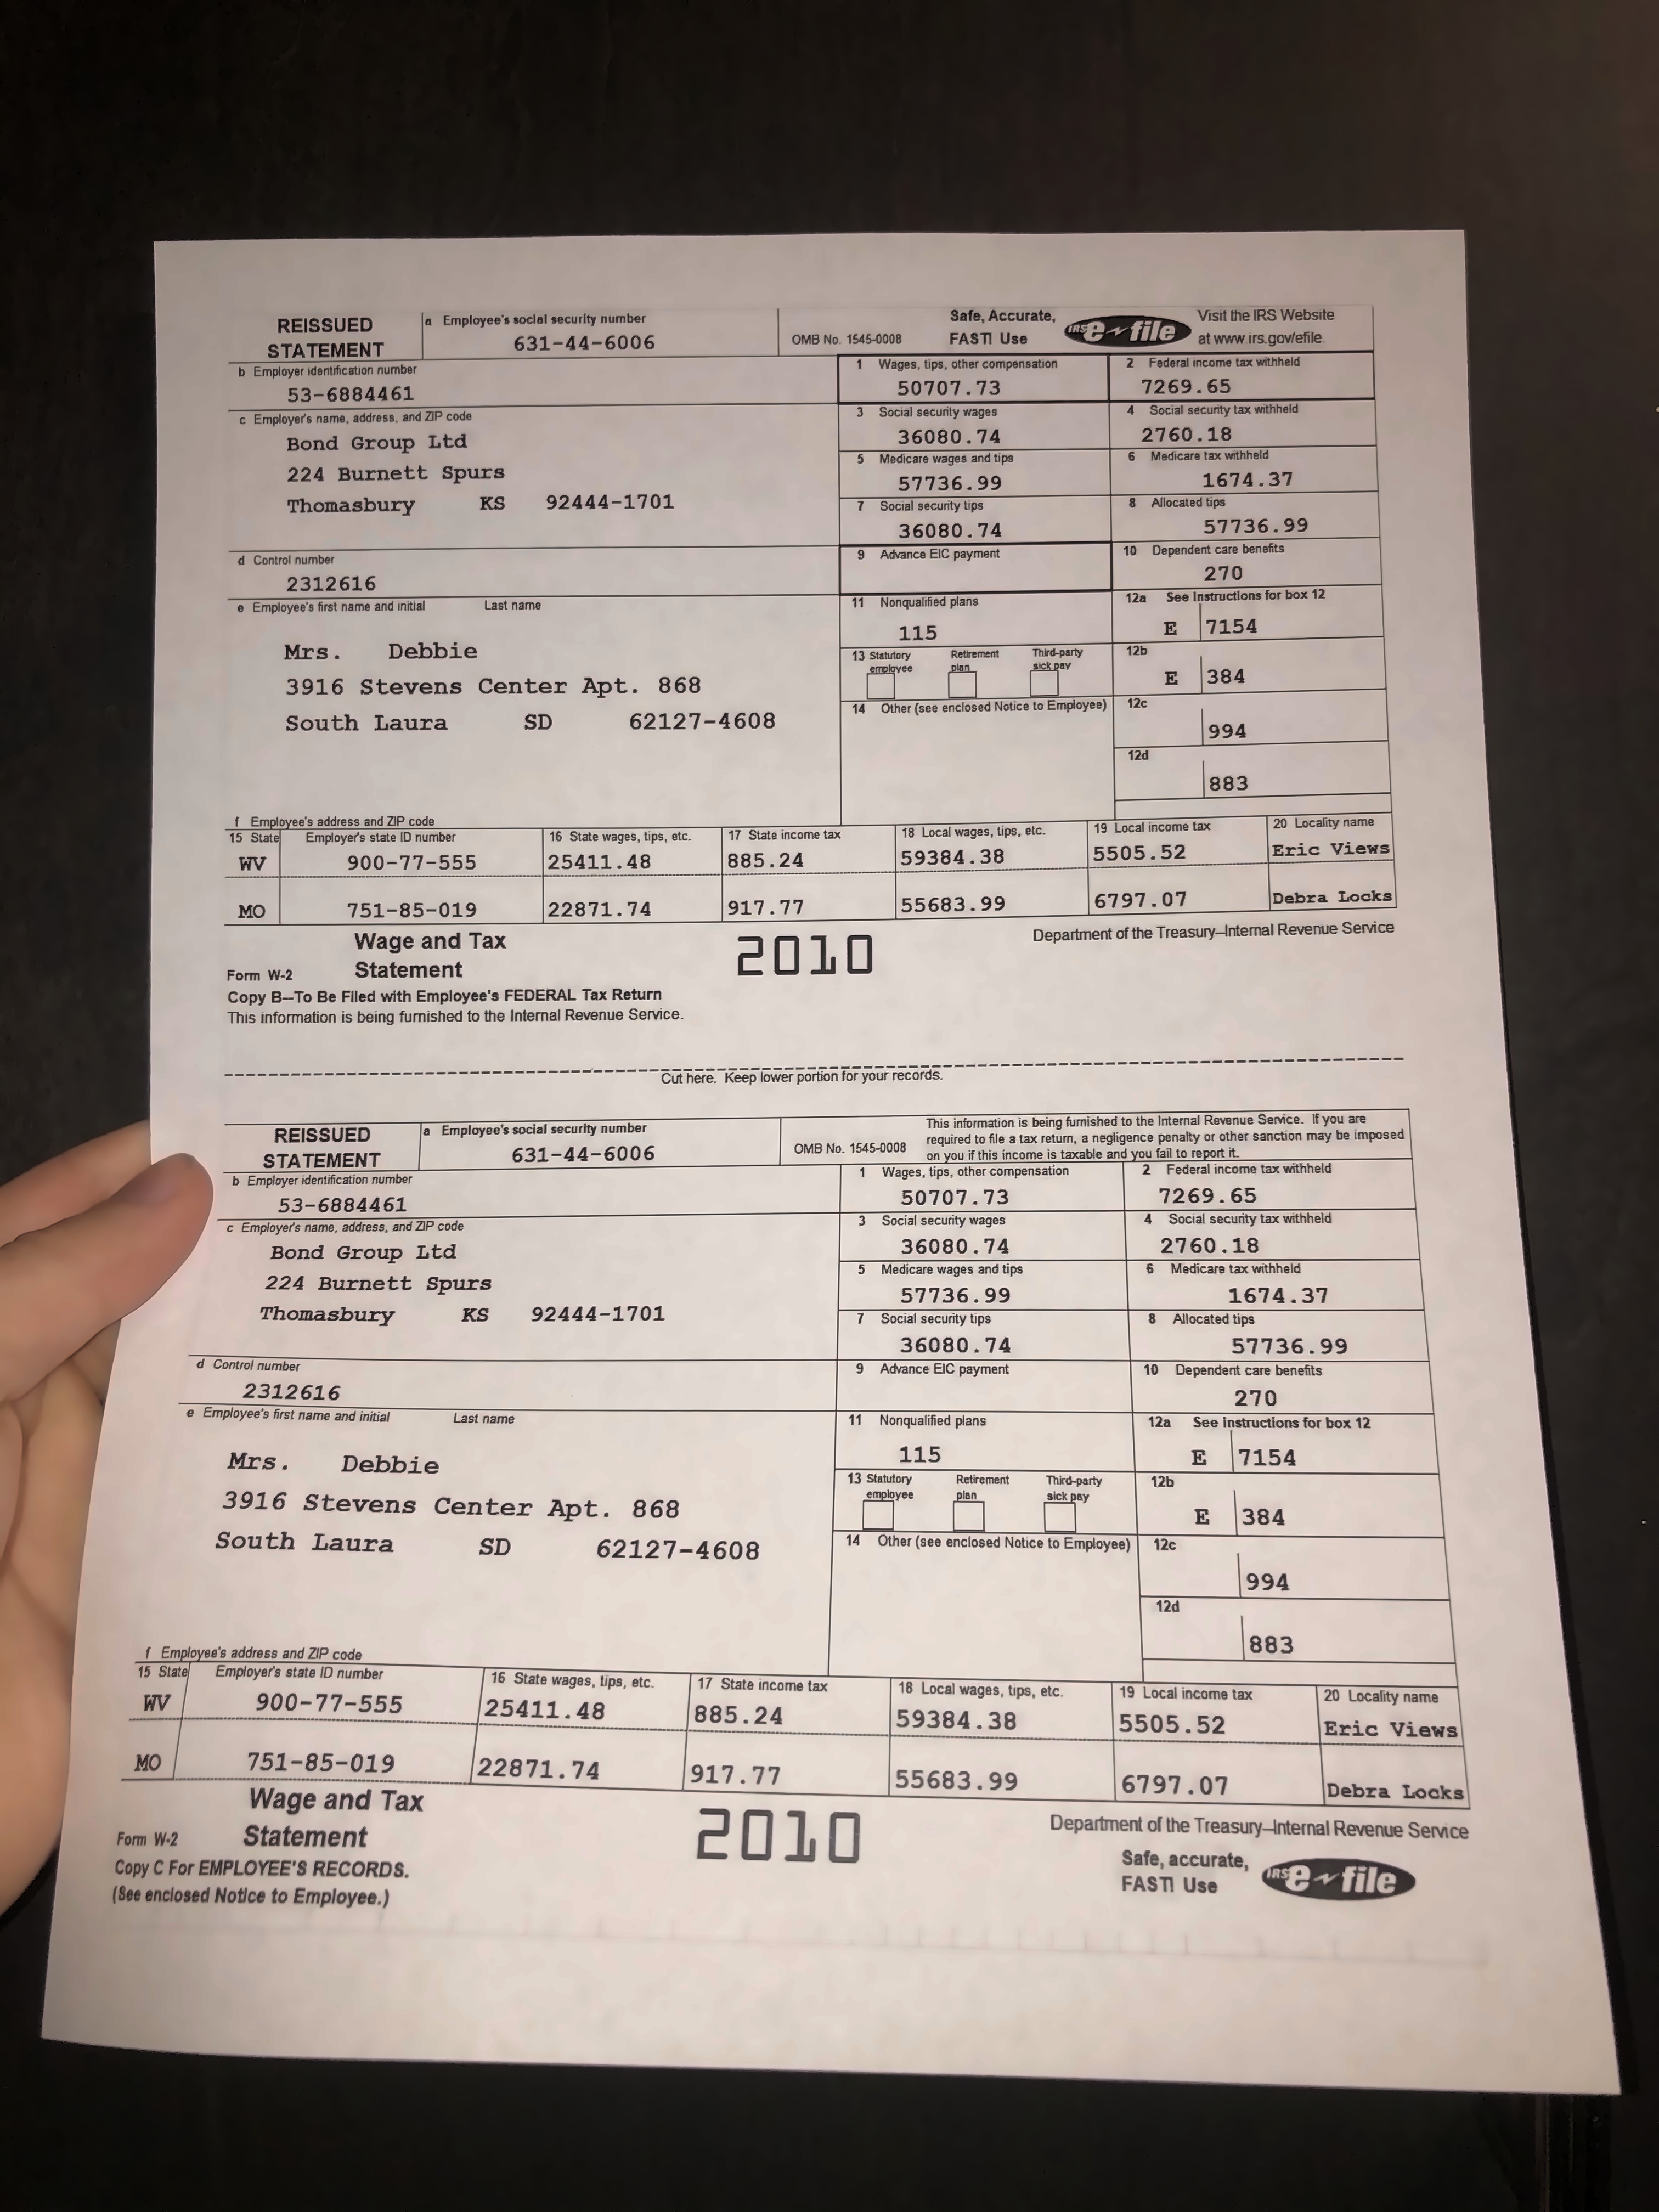 REISSUED STATEMENT a Employee's social security number 631-44-6006 OMB No. 1545-0008 Safe, Accurate, FAST! Use IRS e~file Visit the IRS Website at www.irs.gov/efile.
b Employer identification number 53-6884461
1 Wages, tips, other compensation 50707.73
2 Federal income tax withheld 7269.65
c Employer's name, address, and ZIP code
Bond Group Ltd
224 Burnett Spurs
Thomasbury KS 92444-1701
3 Social security wages 36080.74
4 Social security tax withheld 2760.18
5 Medicare wages and tips 57736.99
6 Medicare tax withheld 1674.37
7 Social security tips 36080.74
8 Allocated tips 57736.99
d Control number 2312616
9 Advance EIC payment
10 Dependent care benefits 270
e Employee's first name and initial Last name
Mrs. Debbie
3916 Stevens Center Apt. 868
South Laura SD 62127-4608
11 Nonqualified plans 115
12a See Instructions for box 12 E 7154
13 Statutory employee Retirement plan Third-party sick pay
12b E 384
14 Other (see enclosed Notice to Employee)
12c 994
12d 883
f Employee's address and ZIP code
15 State Employer's state ID number 16 State wages, tips, etc. 17 State income tax 18 Local wages, tips, etc. 19 Local income tax 20 Locality name
WV 900-77-555 25411.48 885.24 59384.38 5505.52 Eric Views
MO 751-85-019 22871.74 917.77 55683.99 6797.07 Debra Locks
Form W-2 Wage and Tax Statement 2010 Department of the Treasury--Internal Revenue Service
Copy B--To Be Filed with Employee's FEDERAL Tax Return
This information is being furnished to the Internal Revenue Service.
Cut here. Keep lower portion for your records.
REISSUED STATEMENT a Employee's social security number 631-44-6006 OMB No. 1545-0008
This information is being furnished to the Internal Revenue Service. If you are
required to file a tax return, a negligence penalty or other sanction may be imposed
on you if this income is taxable and you fail to report it.
b Employer identification number 53-6884461
1 Wages, tips, other compensation 50707.73
2 Federal income tax withheld 7269.65
c Employer's name, address, and ZIP code
Bond Group Ltd
224 Burnett Spurs
Thomasbury KS 92444-1701
3 Social security wages 36080.74
4 Social security tax withheld 2760.18
5 Medicare wages and tips 57736.99
6 Medicare tax withheld 1674.37
7 Social security tips 36080.74
8 Allocated tips 57736.99
d Control number 2312616
9 Advance EIC payment
10 Dependent care benefits 270
e Employee's first name and initial Last name
Mrs. Debbie
3916 Stevens Center Apt. 868
South Laura SD 62127-4608
11 Nonqualified plans 115
12a See instructions for box 12 E 7154
13 Statutory employee Retirement plan Third-party sick pay
12b E 384
14 Other (see enclosed Notice to Employee)
12c 994
12d 883
f Employee's address and ZIP code
15 State Employer's state ID number 16 State wages, tips, etc. 17 State income tax 18 Local wages, tips, etc. 19 Local income tax 20 Locality name
WV 900-77-555 25411.48 885.24 59384.38 5505.52 Eric Views
MO 751-85-019 22871.74 917.77 55683.99 6797.07 Debra Locks
Form W-2 Wage and Tax Statement 2010 Department of the Treasury--Internal Revenue Service
Copy C For EMPLOYEE'S RECORDS.
(See enclosed Notice to Employee.)
Safe, accurate, FAST! Use IRS e~file